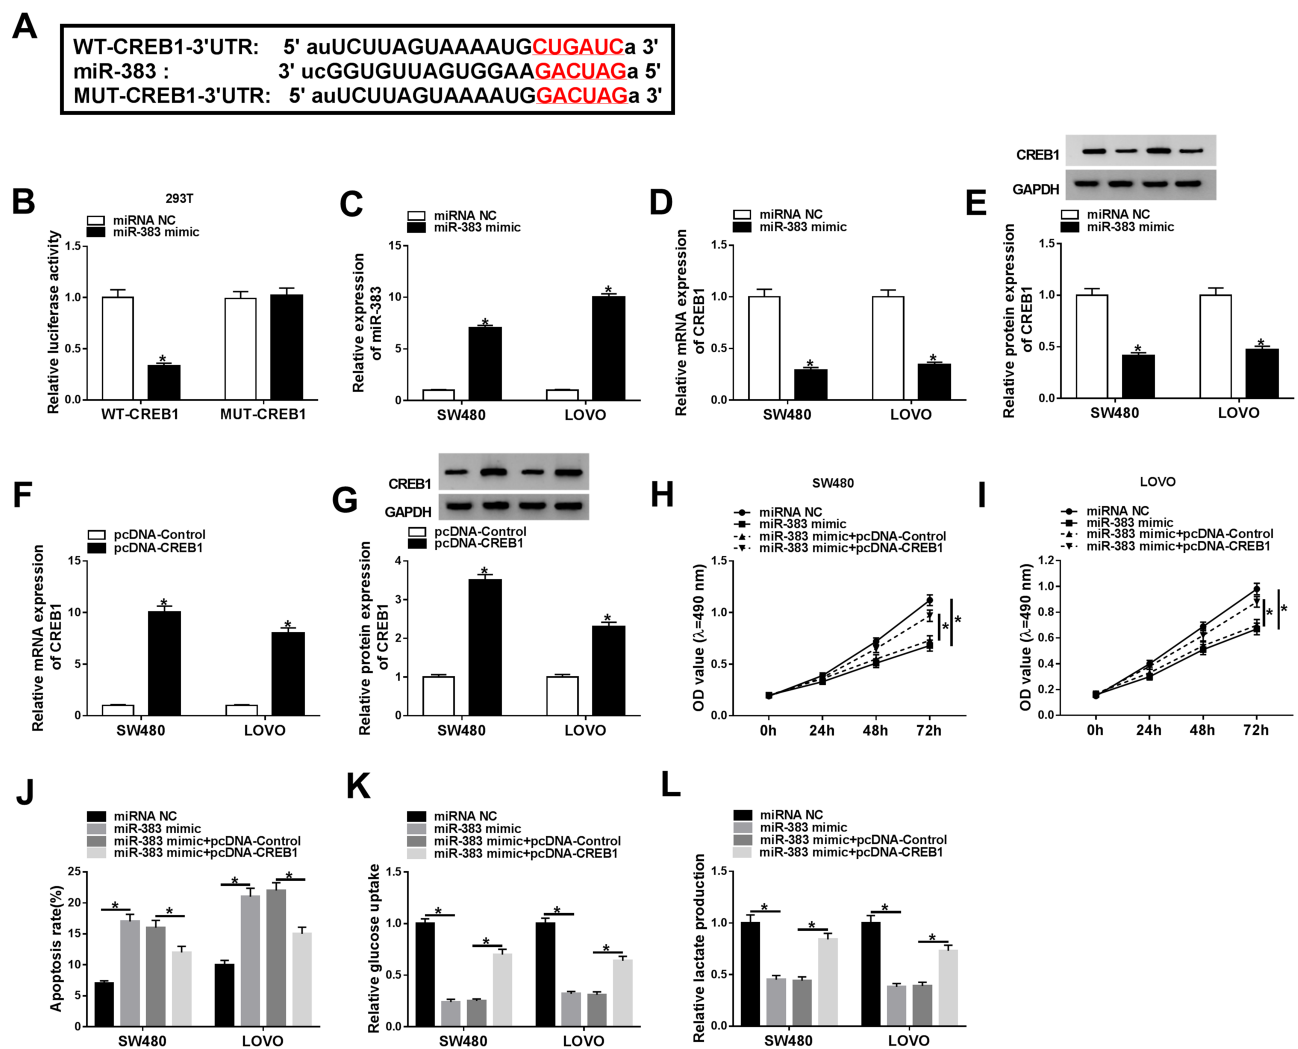 A
WT-CREB1-3'UTR: 5' auUCUUAGUAAAAUGCUGAUCa 3'
miR-383 : 3' ucGGUGUUAGUGGAAGACUAGa 5'
MUT-CREB1-3'UTR: 5' auUCUUAGUAAAAUGGACUAGa 3'
B
293T
miRNA NC
miR-383 mimic
Relative luciferase activity
1.5
1.0
0.5
0.0
*
WT-CREB1 MUT-CREB1
C
miRNA NC
miR-383 mimic
Relative expression
of miR-383
15
10
5
0
* *
SW480 LOVO
D
miRNA NC
miR-383 mimic
Relative mRNA expression
of CREB1
1.5
1.0
0.5
0.0
* *
SW480 LOVO
E
CREB1
GAPDH
miRNA NC
miR-383 mimic
Relative protein expression
of CREB1
1.5
1.0
0.5
0.0
* *
SW480 LOVO
F
pcDNA-Control
pcDNA-CREB1
Relative mRNA expression
of CREB1
15
10
5
0
* *
SW480 LOVO
G
CREB1
GAPDH
pcDNA-Control
pcDNA-CREB1
Relative protein expression
of CREB1
4
3
2
1
0
* *
SW480 LOVO
H
SW480
miRNA NC
miR-383 mimic
miR-383 mimic+pcDNA-Control
miR-383 mimic+pcDNA-CREB1
OD value (λ=490 nm)
1.5
1.0
0.5
0.0
* *
0h 24h 48h 72h
I
LOVO
miRNA NC
miR-383 mimic
miR-383 mimic+pcDNA-Control
miR-383 mimic+pcDNA-CREB1
OD value (λ=490 nm)
1.2
1.0
0.8
0.6
0.4
0.2
0.0
* *
0h 24h 48h 72h
J
miRNA NC
miR-383 mimic
miR-383 mimic+pcDNA-Control
miR-383 mimic+pcDNA-CREB1
Apoptosis rate(%)
25
20
15
10
5
0
* * * *
SW480 LOVO
K
miRNA NC
miR-383 mimic
miR-383 mimic+pcDNA-Control
miR-383 mimic+pcDNA-CREB1
Relative glucose uptake
1.5
1.0
0.5
0.0
* * * *
SW480 LOVO
L
miRNA NC
miR-383 mimic
miR-383 mimic+pcDNA-Control
miR-383 mimic+pcDNA-CREB1
Relative lactate production
1.5
1.0
0.5
0.0
* * * *
SW480 LOVO